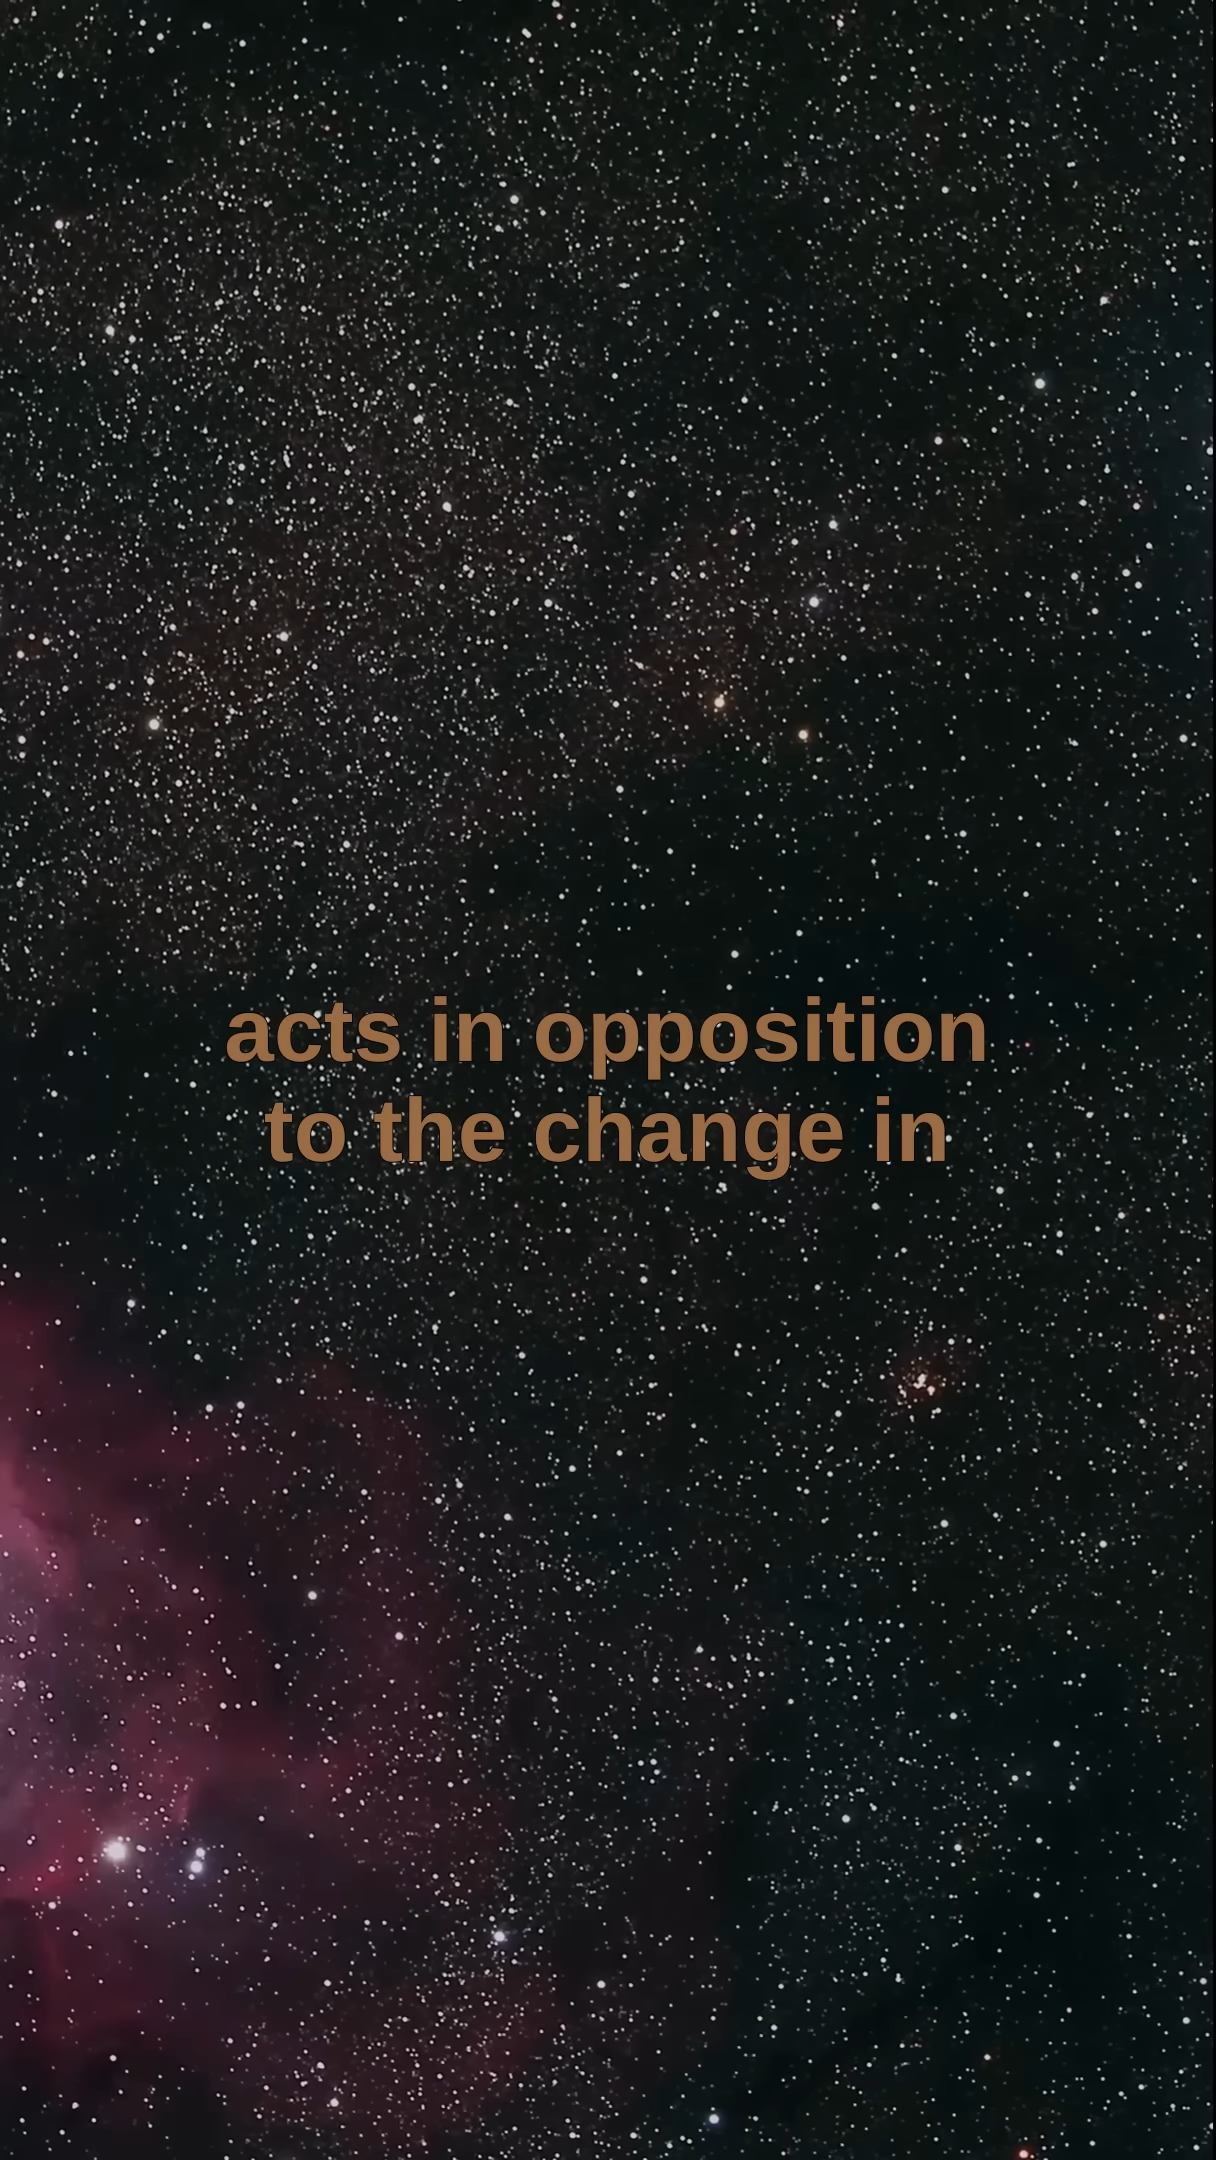 acts in opposition
to the change in